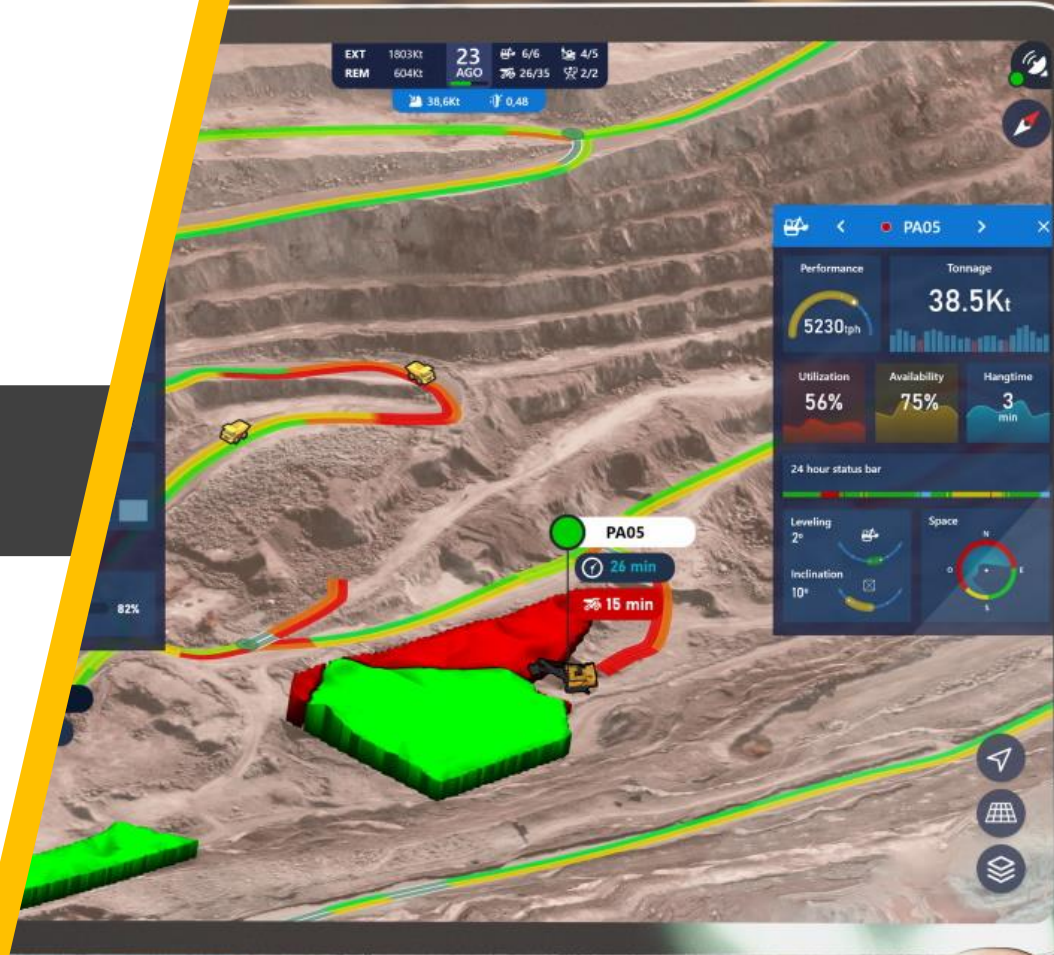 EXT 1803Kt 23 6/6 4/5
REM 604Kt AGO 26/35 2/2
38,6Kt 0,48
PA05
Performance
5230tph
Tonnage
38.5Kt
Utilization
56%
Availability
75%
Hangtime
3
min
24 hour status bar
Leveling
2º
Inclination
10º
Space
N
O E
S
PA05
26 min
15 min
82%